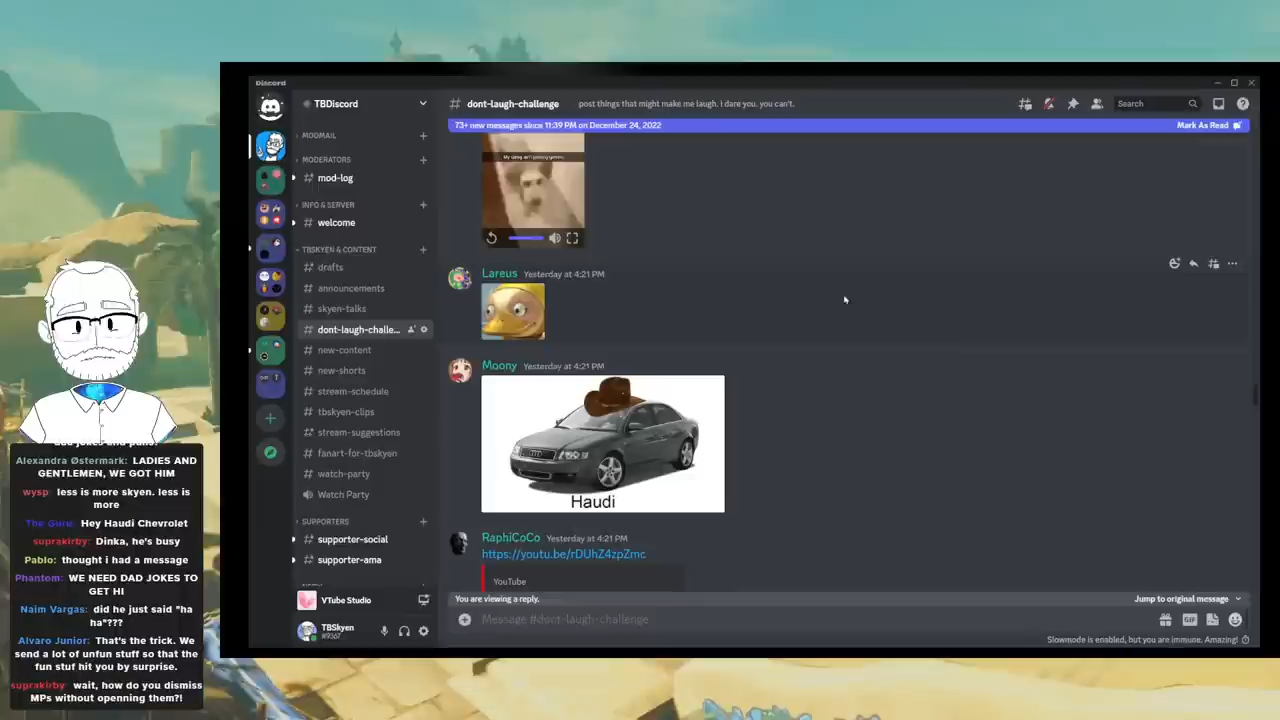 Discord
TBDiscord
# dont-laugh-challenge
post things that might make me laugh. i dare you. you can't.
Search
73+ new messages since 11:39 PM on December 24, 2022
Mark As Read
MODMAIL
MODERATORS
# mod-log
INFO & SERVER
# welcome
TBSKYEN & CONTENT
# drafts
# announcements
# skyen-talks
# dont-laugh-challe...
# new-content
# new-shorts
# stream-schedule
# tbskyen-clips
# stream-suggestions
# fanart-for-tbskyen
# watch-party
Watch Party
SUPPORTERS
# supporter-social
# supporter-ama
VTube Studio
TBSkyen
#9367
Lareus Yesterday at 4:21 PM
Moony Yesterday at 4:21 PM
Haudi
RaphiCoCo Yesterday at 4:21 PM
https://youtu.be/rDUhZ4zpZmc
YouTube
You are viewing a reply.
Jump to original message
Message #dont-laugh-challenge
GIF
Slowmode is enabled, but you are immune. Amazing!
Alexandra Østermark: LADIES AND
GENTLEMEN, WE GOT HIM
wysp: less is more skyen. less is
more
The Guru: Hey Haudi Chevrolet
suprakirby: Dinka, he's busy
Pablo: thought i had a message
Phantom: WE NEED DAD JOKES TO
GET HI
Naim Vargas: did he just said "ha
ha"???
Alvaro Junior: That's the trick. We
send a lot of unfun stuff so that the
fun stuf hit you by surprise.
suprakirby: wait, how do you dismiss
MPs without openning them?!